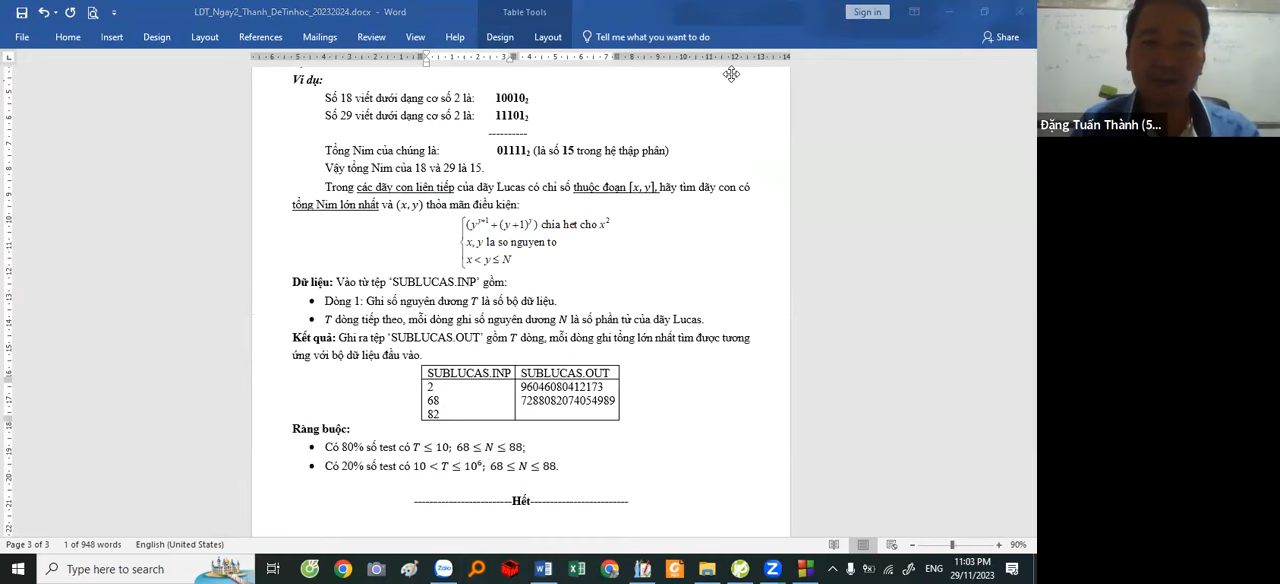 LDT_Ngay2_Thanh_DeTinhoc_20232024.docx - Word
Table Tools
Sign in
File Home Insert Design Layout References Mailings Review View Help Design Layout Tell me what you want to do Share
Ví dụ:
Số 18 viết dưới dạng cơ số 2 là: 10010₂
Số 29 viết dưới dạng cơ số 2 là: 11101₂
----------
Tổng Nim của chúng là: 01111₂ (là số 15 trong hệ thập phân)
Vậy tổng Nim của 18 và 29 là 15.
Trong các dãy con liên tiếp của dãy Lucas có chỉ số thuộc đoạn [x, y], hãy tìm dãy con có
tổng Nim lớn nhất và (x, y) thỏa mãn điều kiện:
(y^{y+1} + (y+1)^y) chia het cho x²
x, y la so nguyen to
x < y ≤ N
Dữ liệu: Vào từ tệp ‘SUBLUCAS.INP’ gồm:
• Dòng 1: Ghi số nguyên dương T là số bộ dữ liệu.
• T dòng tiếp theo, mỗi dòng ghi số nguyên dương N là số phần tử của dãy Lucas.
Kết quả: Ghi ra tệp ‘SUBLUCAS.OUT’ gồm T dòng, mỗi dòng ghi tổng lớn nhất tìm được tương
ứng với bộ dữ liệu đầu vào.
SUBLUCAS.INP SUBLUCAS.OUT
2 96046080412173
68 7288082074054989
82
Ràng buộc:
• Có 80% số test có T ≤ 10; 68 ≤ N ≤ 88;
• Có 20% số test có 10 < T ≤ 10⁶; 68 ≤ N ≤ 88.
-------------------------Hết-------------------------
Đặng Tuấn Thành (5...
Page 3 of 3 1 of 948 words English (United States) 90%
Type here to search
Zalo
ENG
11:03 PM
29/11/2023